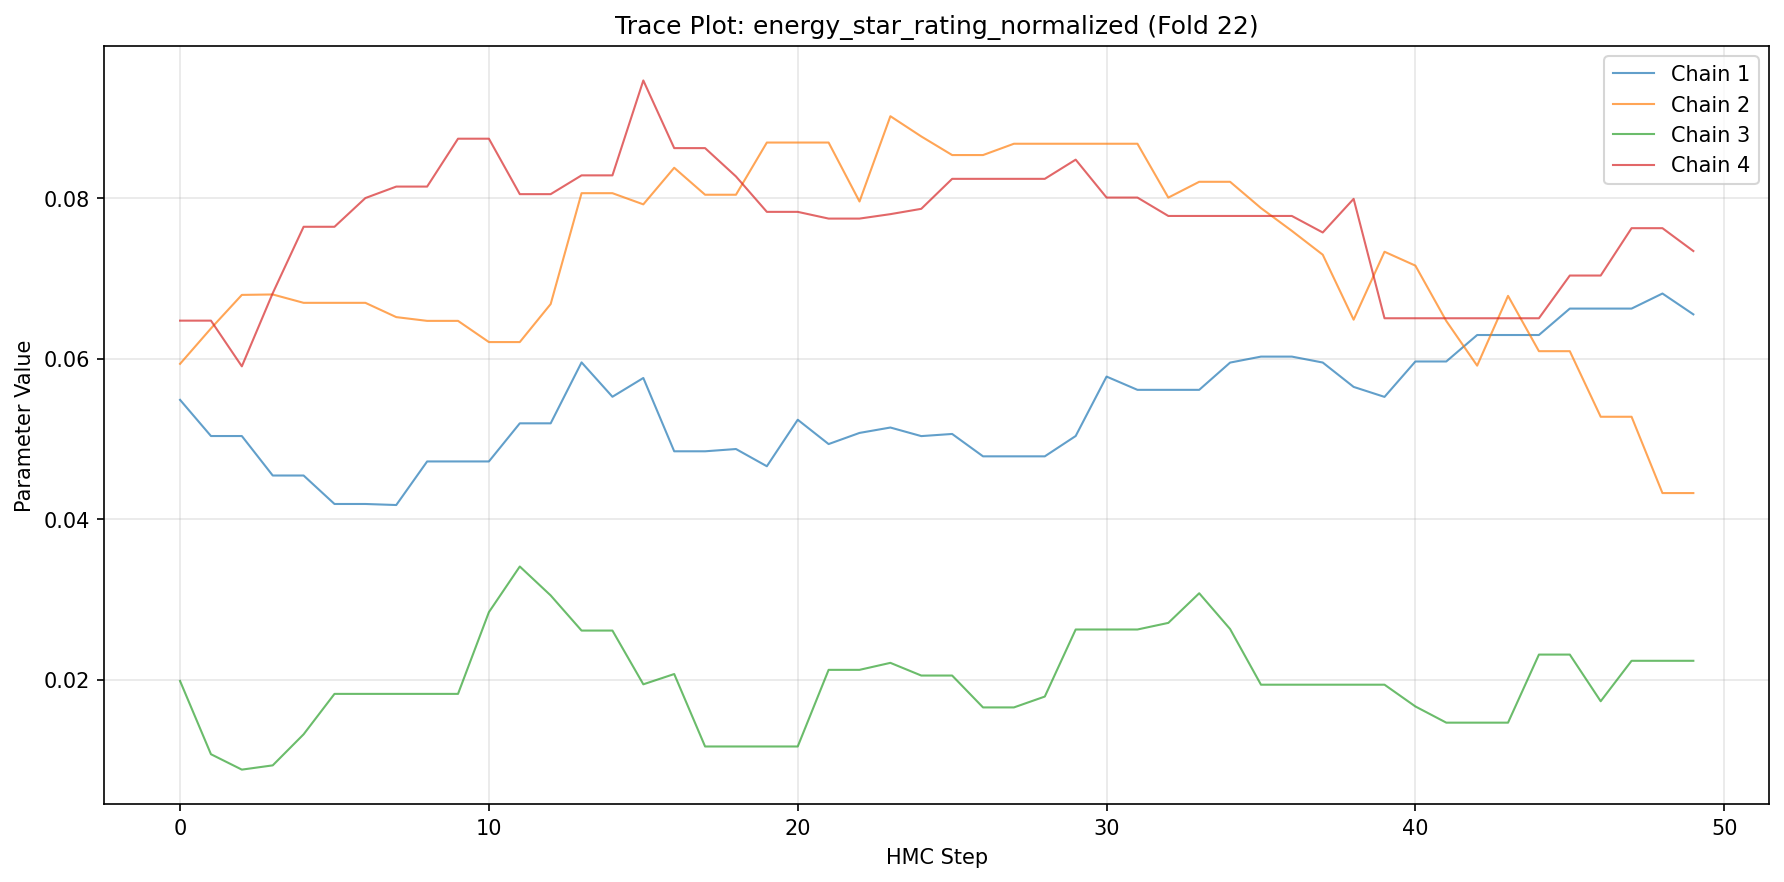 Trace Plot: energy_star_rating_normalized (Fold 22)
Chain 1
Chain 2
Chain 3
Chain 4
Parameter Value
0.08
0.06
0.04
0.02
0
10
20
30
40
50
HMC Step